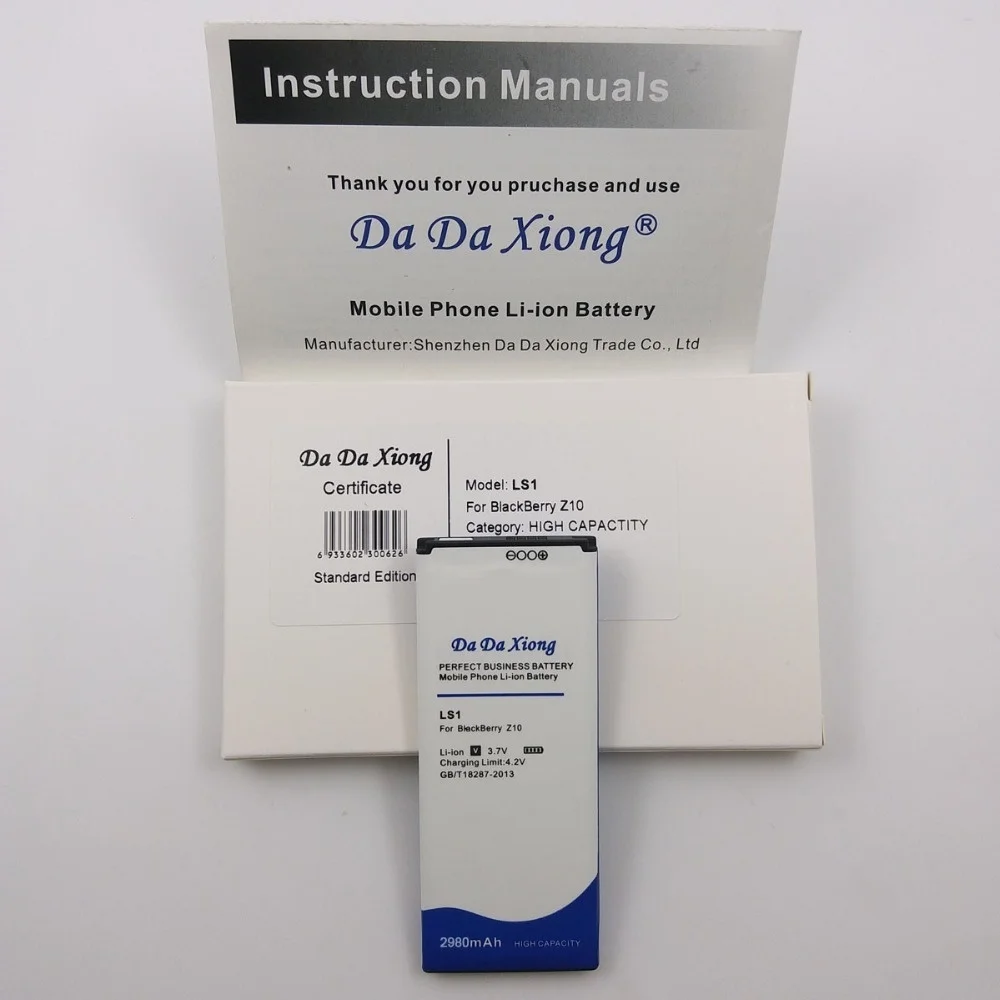 Instruction Manuals
Thank you for you pruchase and use
Da Da Xiong®
Mobile Phone Li-ion Battery
Manufacturer:Shenzhen Da Da Xiong Trade Co., Ltd
Da Da Xiong
Certificate
6 933602 300626
Standard Edition
Model: LS1
For BlackBerry Z10
Category: HIGH CAPACTITY
Da Da Xiong
PERFECT BUSINESS BATTERY
Mobile Phone Li-ion Battery
LS1
For BlackBerry Z10
Li-ion V 3.7V
Charging Limit:4.2V
GB/T18287-2013
2980mAh HIGH CAPACITY